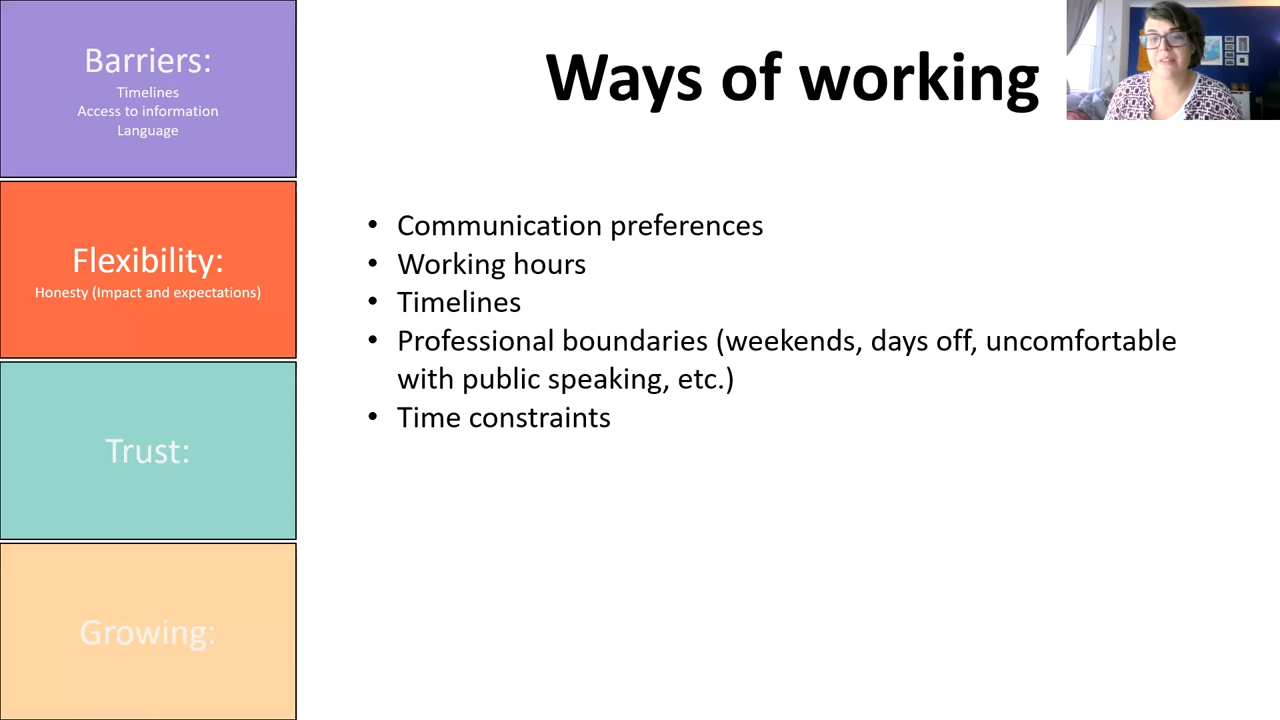 Barriers:
Timelines
Access to information
Language
Flexibility:
Honesty (Impact and expectations)
Trust:
Growing:
Ways of working
• Communication preferences
• Working hours
• Timelines
• Professional boundaries (weekends, days off, uncomfortable
with public speaking, etc.)
• Time constraints